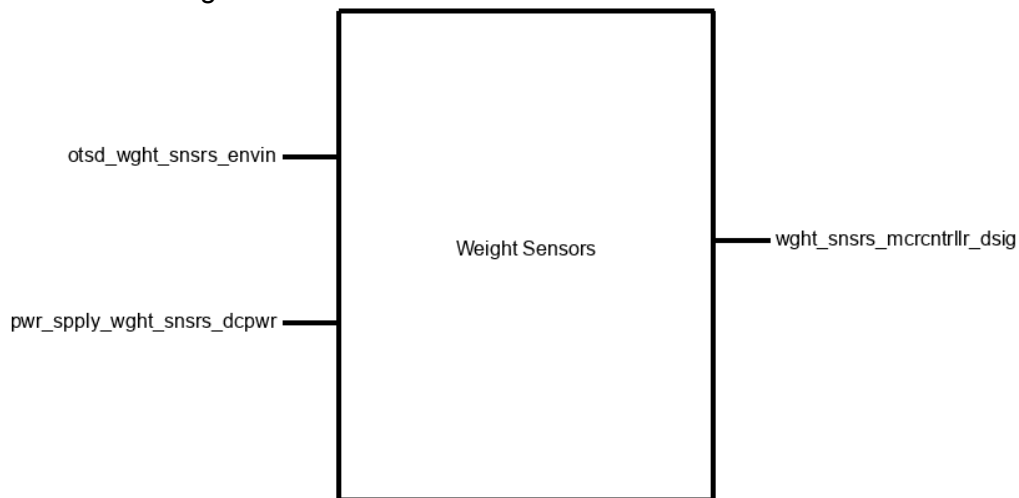 otsd_wght_snsrs_envin
Weight Sensors
wght_snsrs_mcrcntrllr_dsig
pwr_spply_wght_snsrs_dcpwr